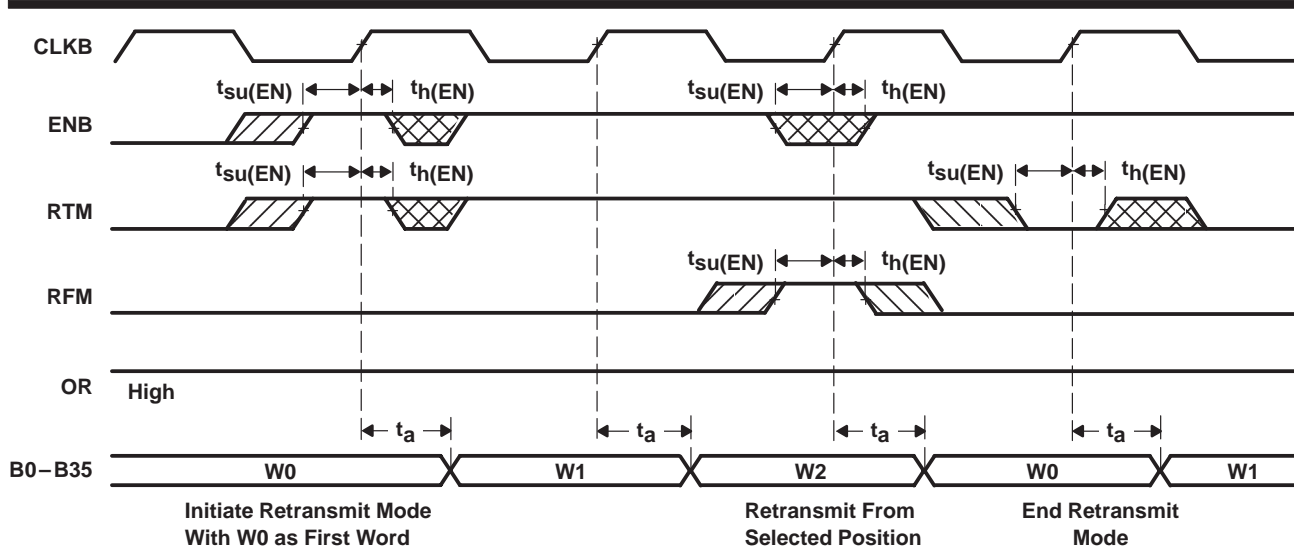 CLKB
tsu(EN) th(EN) tsu(EN) th(EN)
ENB
tsu(EN) th(EN) tsu(EN) th(EN)
RTM
tsu(EN) th(EN)
RFM
OR High
ta ta ta ta
B0–B35 W0 W1 W2 W0 W1
Initiate Retransmit Mode Retransmit From End Retransmit
With W0 as First Word Selected Position Mode